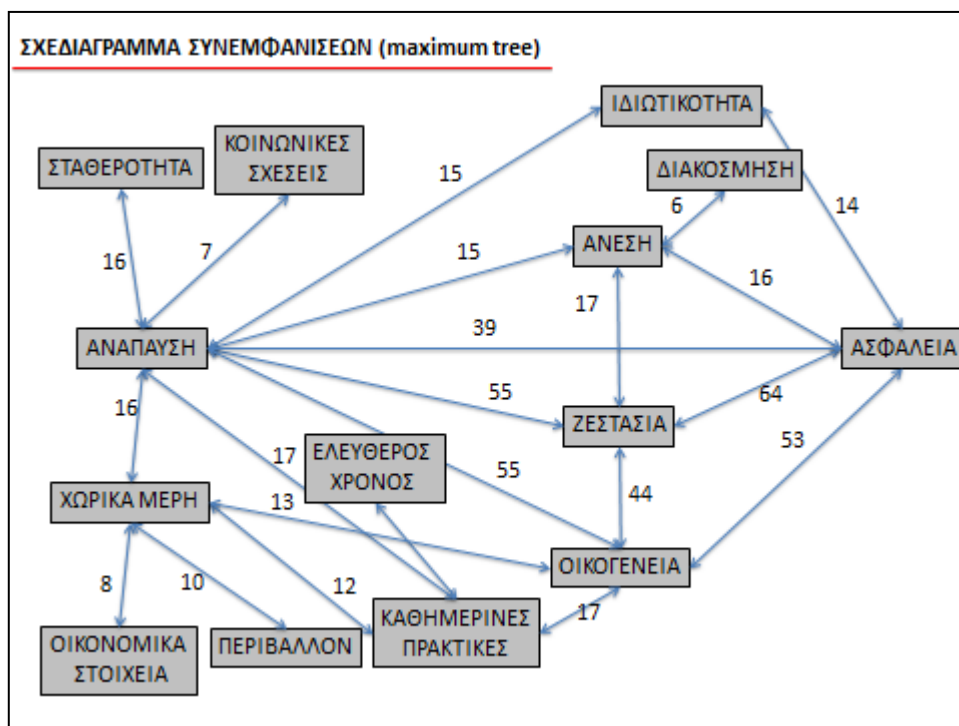 ΣΧΕΔΙΑΓΡΑΜΜΑ ΣΥΝΕΜΦΑΝΙΣΕΩΝ (maximum tree)
ΙΔΙΩΤΙΚΟΤΗΤΑ
ΚΟΙΝΩΝΙΚΕΣ
ΣΧΕΣΕΙΣ
ΣΤΑΘΕΡΟΤΗΤΑ
ΔΙΑΚΟΣΜΗΣΗ
15
6
14
ΑΝΕΣΗ
16
7
15
16
17
39
ΑΝΑΠΑΥΣΗ
ΑΣΦΑΛΕΙΑ
55
64
16
ΖΕΣΤΑΣΙΑ
53
17
ΕΛΕΥΘΕΡΟΣ
ΧΡΟΝΟΣ
55
44
ΧΩΡΙΚΑ ΜΕΡΗ
13
ΟΙΚΟΓΕΝΕΙΑ
8
10
12
17
ΚΑΘΗΜΕΡΙΝΕΣ
ΠΡΑΚΤΙΚΕΣ
ΟΙΚΟΝΟΜΙΚΑ
ΣΤΟΙΧΕΙΑ
ΠΕΡΙΒΑΛΛΟΝ